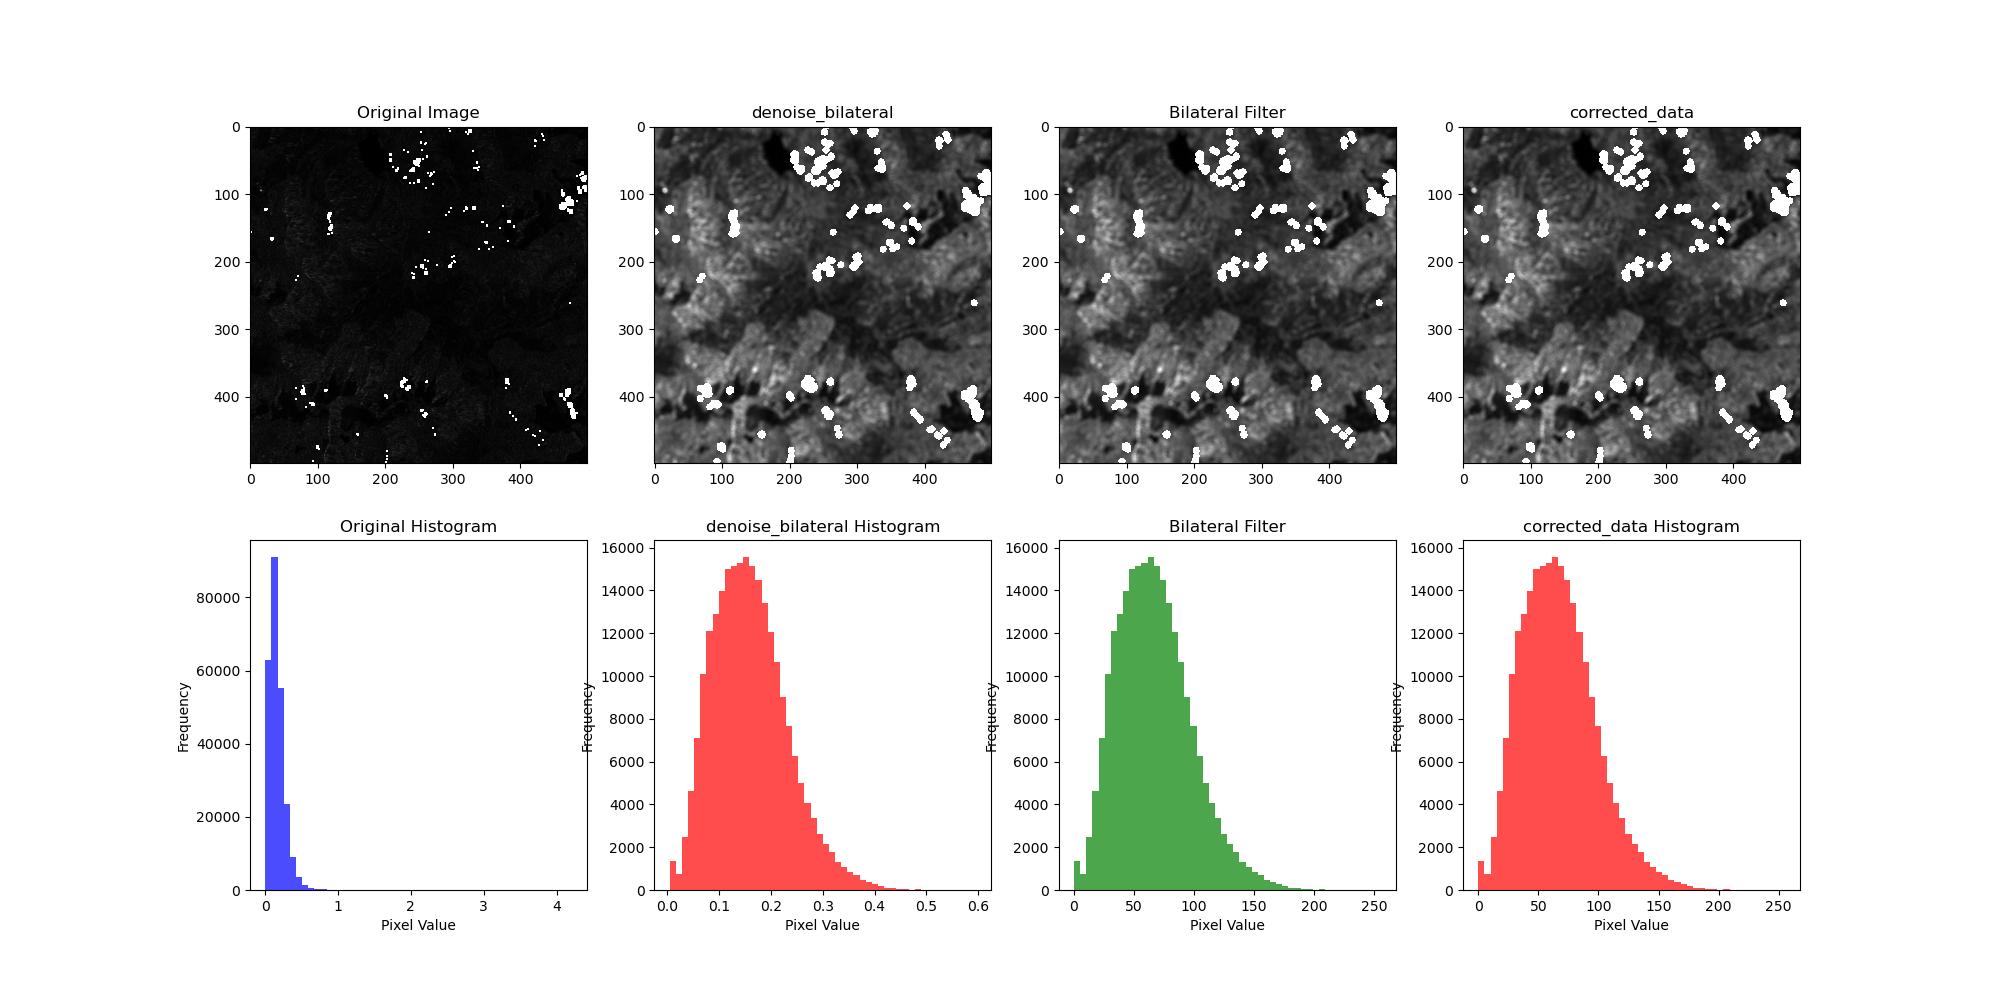 Original Image
denoise_bilateral
Bilateral Filter
corrected_data
0
100
200
300
400
0 100 200 300 400
0
100
200
300
400
0 100 200 300 400
0
100
200
300
400
0 100 200 300 400
0
100
200
300
400
0 100 200 300 400
Original Histogram
denoise_bilateral Histogram
Bilateral Filter
corrected_data Histogram
Frequency
80000
60000
40000
20000
0
0 1 2 3 4
Pixel Value
Frequency
16000
14000
12000
10000
8000
6000
4000
2000
0
0.0 0.1 0.2 0.3 0.4 0.5 0.6
Pixel Value
Frequency
16000
14000
12000
10000
8000
6000
4000
2000
0
0 50 100 150 200 250
Pixel Value
Frequency
16000
14000
12000
10000
8000
6000
4000
2000
0
0 50 100 150 200 250
Pixel Value